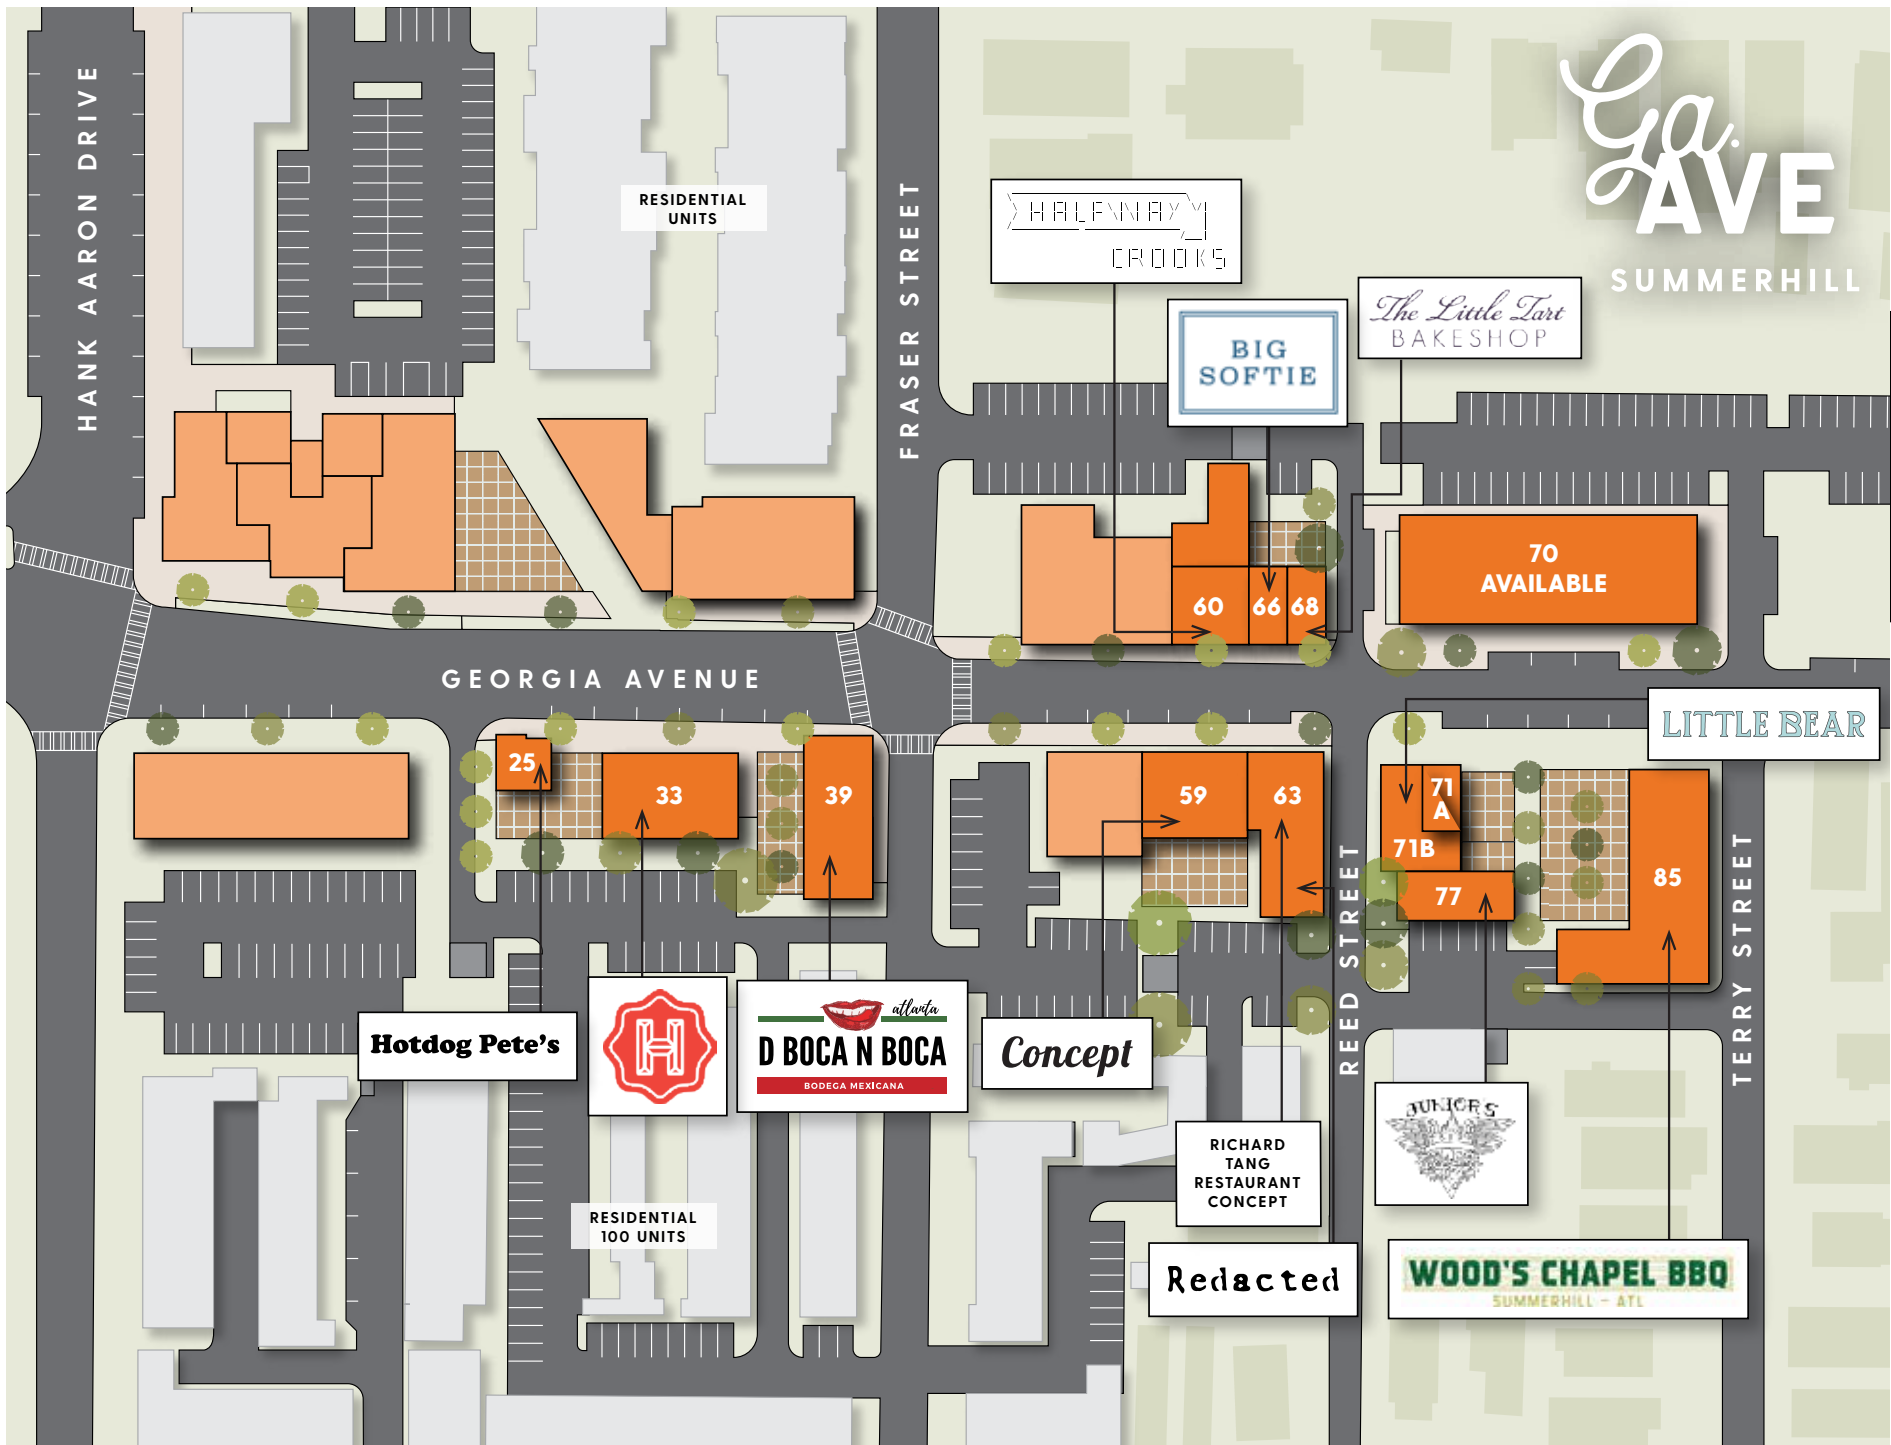 Ga.
AVE
SUMMERHILL
HANK AARON DRIVE
RESIDENTIAL
UNITS
FRASER STREET
HALFWAY
CROOKS
BIG
SOFTIE
The Little Tart
BAKESHOP
60
66
68
70
AVAILABLE
GEORGIA AVENUE
LITTLE BEAR
25
33
39
59
63
71
A
71B
77
85
REED STREET
TERRY STREET
Hotdog Pete's
H
atlanta
D BOCA N BOCA
BODEGA MEXICANA
Concept
JUNIORS
RICHARD
TANG
RESTAURANT
CONCEPT
RESIDENTIAL
100 UNITS
Redacted
WOOD'S CHAPEL BBQ
SUMMERHILL - ATL